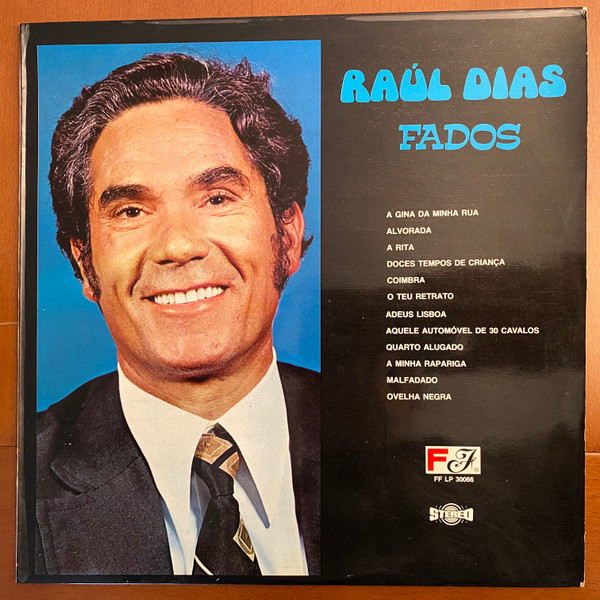 RAÚL DIAS
FADOS
A GINA DA MINHA RUA
ALVORADA
A RITA
DOCES TEMPOS DE CRIANÇA
COIMBRA
O TEU RETRATO
ADEUS LISBOA
AQUELE AUTOMÓVEL DE 30 CAVALOS
QUARTO ALUGADO
A MINHA RAPARIGA
MALFADADO
OVELHA NEGRA
FF®
FF LP 30066
STEREO